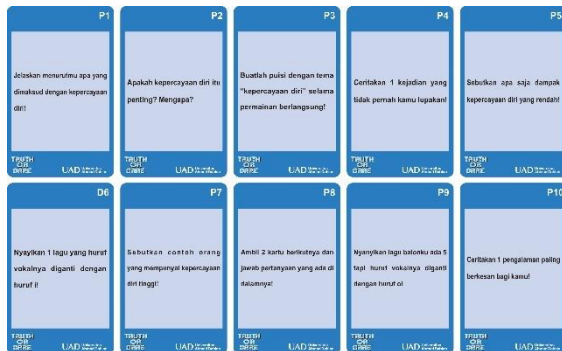 P1
Jelaskan menurutmu apa yang
dimaksud dengan kepercayaan
diri!
TRUTH
OR
DARE
UAD
P2
Apakah kepercayaan diri itu
penting? Mengapa?
TRUTH
OR
DARE
UAD
P3
Buatlah puisi dengan tema
"kepercayaan diri" selama
permainan berlangsung!
TRUTH
OR
DARE
UAD
P4
Ceritakan 1 kejadian yang
tidak pernah kamu lupakan!
TRUTH
OR
DARE
UAD
P5
Sebutkan apa saja dampak
kepercayaan diri yang rendah!
TRUTH
OR
DARE
UAD
D6
Nyayikan 1 lagu yang huruf
vokalnya diganti dengan
huruf i!
TRUTH
OR
DARE
UAD
P7
Sebutkan contoh orang
yang mempunyai kepercayaan
diri tinggi!
TRUTH
OR
DARE
UAD
P8
Ambil 2 kartu berikutnya dan
jawab pertanyaan yang ada di
dalamnya!
TRUTH
OR
DARE
UAD
P9
Nyanyikan lagu balonku ada 5
tapi huruf vokalnya diganti
dengan huruf o!
TRUTH
OR
DARE
UAD
P10
Ceritakan 1 pengalaman paling
berkesan bagi kamu!
TRUTH
OR
DARE
UAD